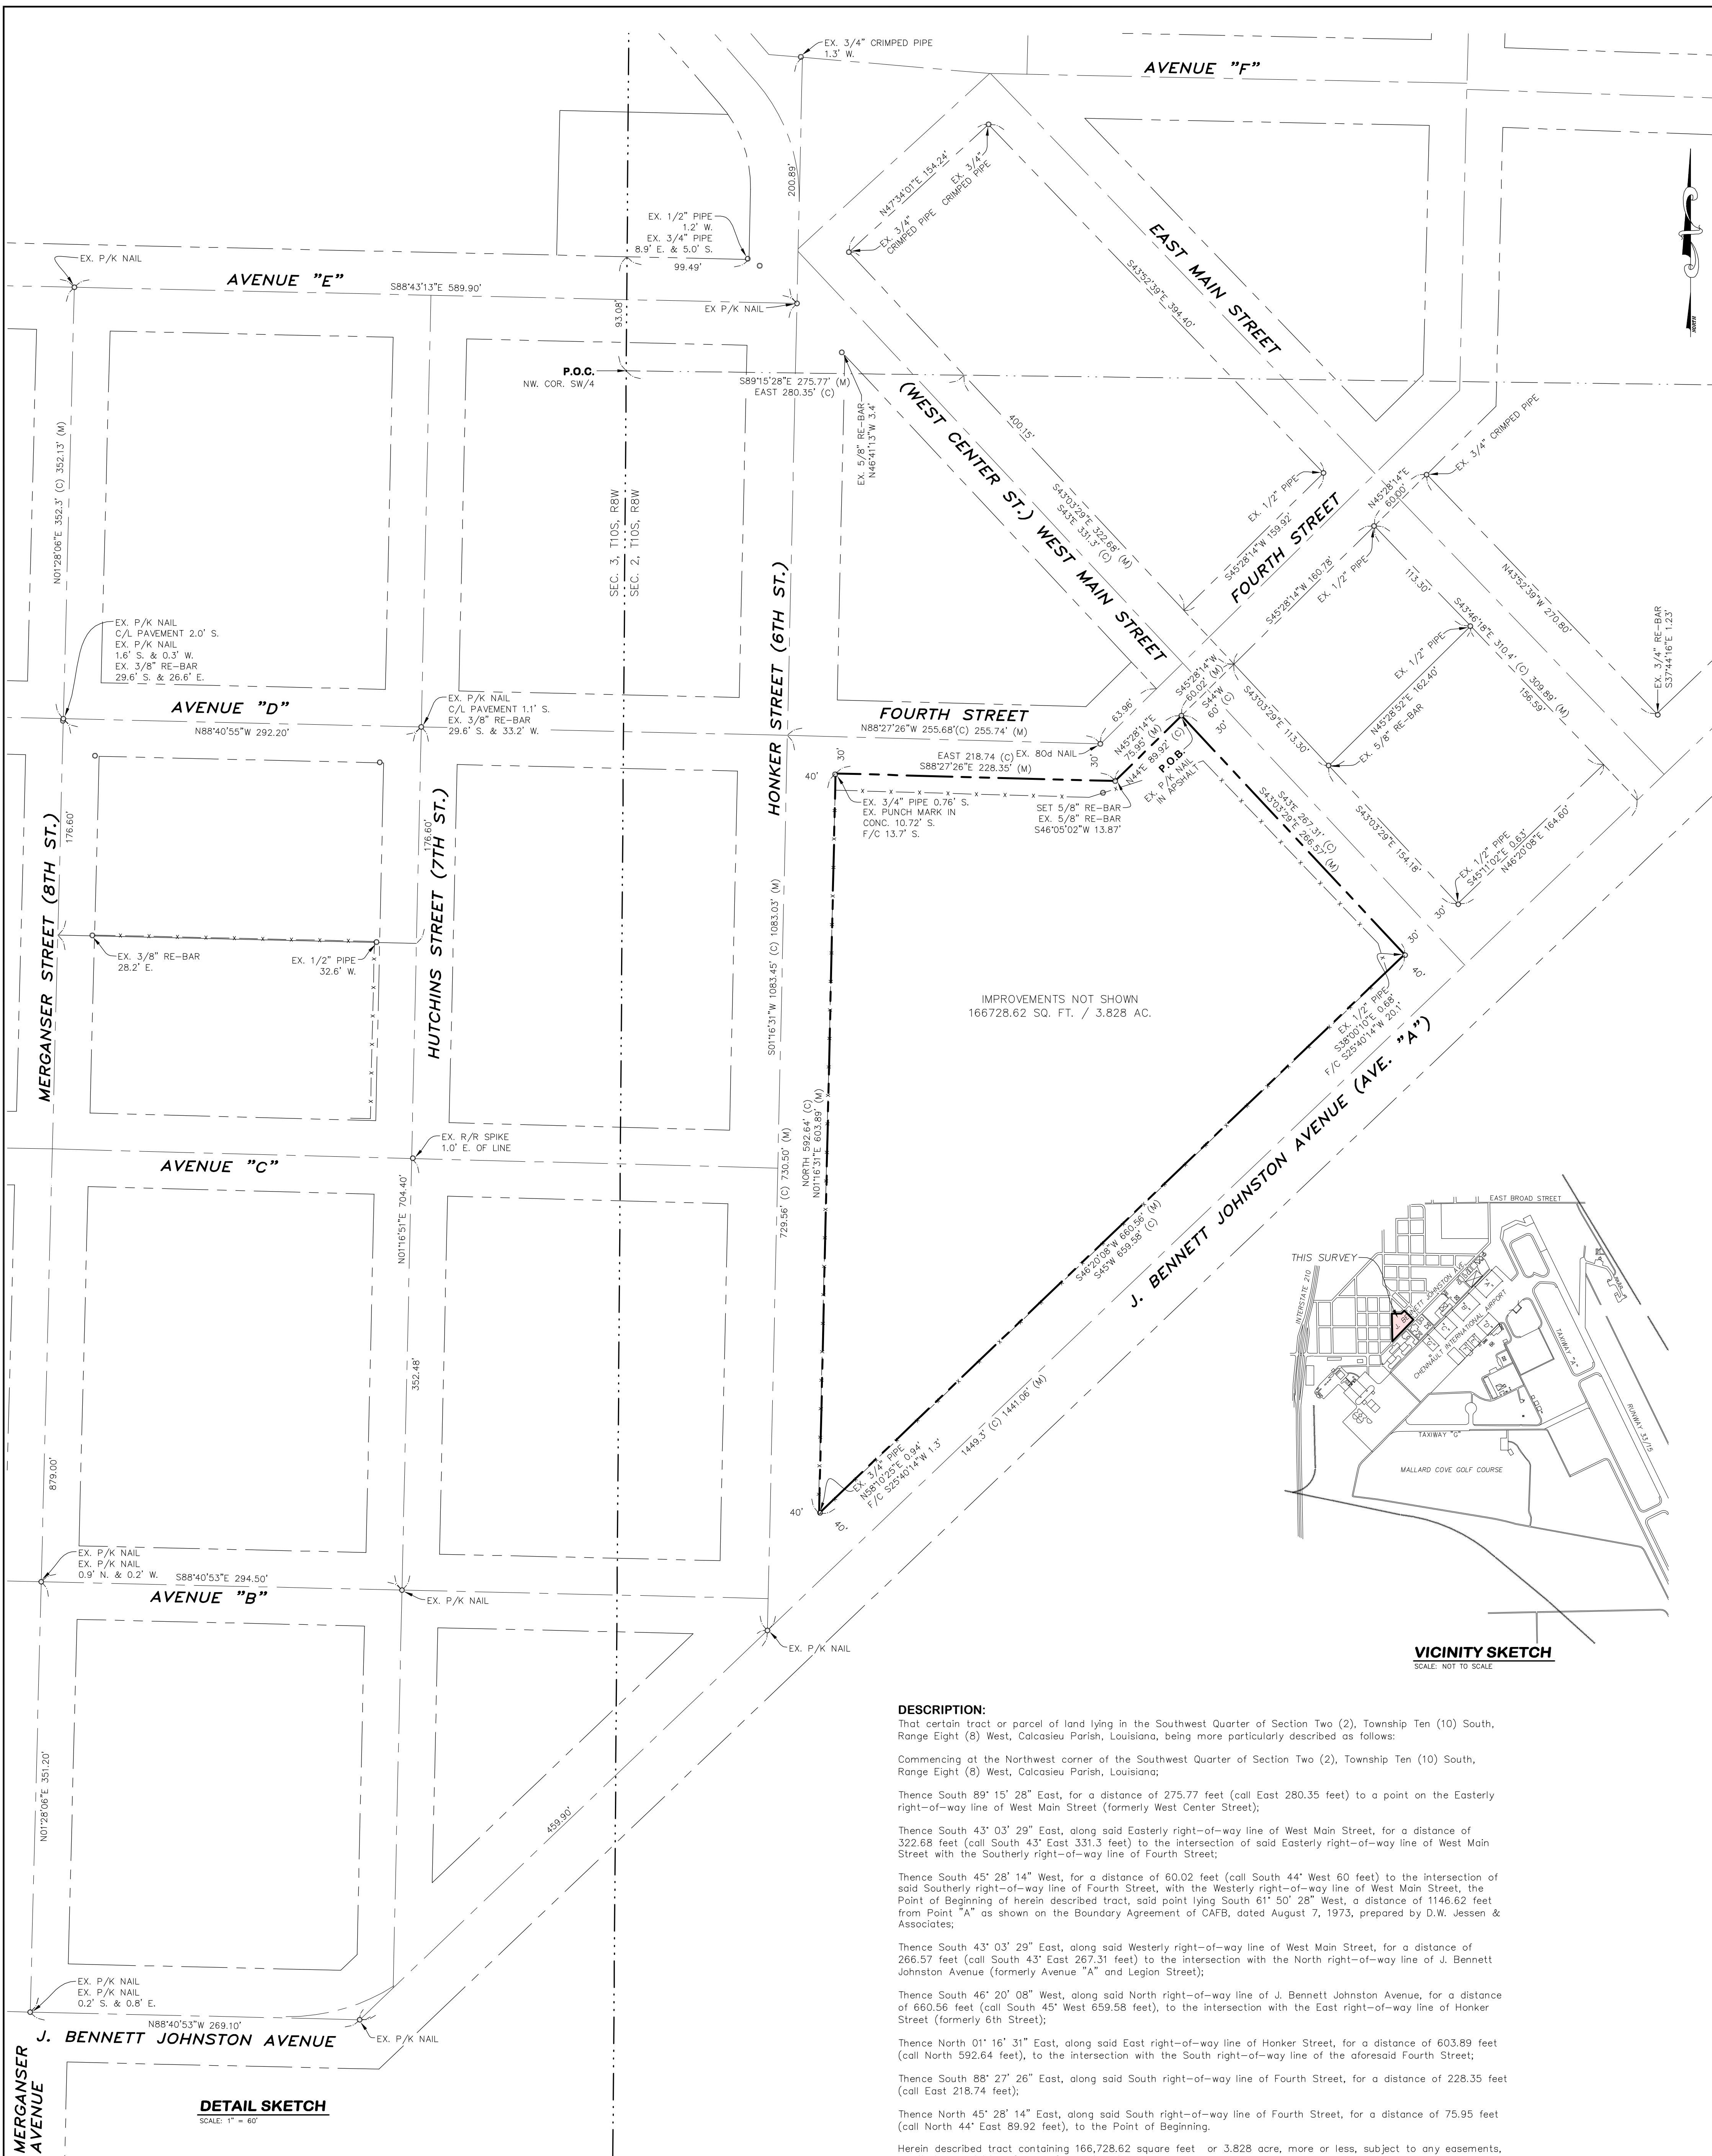 EX. 3/4" CRIMPED PIPE
1.3' W.
AVENUE "F"
200.89'
N47°34'01"E 154.24'
EX. 3/4"
CRIMPED PIPE
EX. 3/4"
CRIMPED PIPE
EX. 1/2" PIPE
1.2' W.
EX. 3/4" PIPE
8.9' E. & 5.0' S.
99.49'
EX. P/K NAIL
AVENUE "E"
S88°43'13"E 589.90'
EX P/K NAIL
93.08'
EAST MAIN STREET
S43°52'39"E 394.40'
NORTH
P.O.C.
NW. COR. SW/4
S89°15'28"E 275.77' (M)
EAST 280.35' (C)
EX. 5/8" RE-BAR
N46°41'13"W 3.4'
(WEST CENTER ST.) WEST MAIN STREET
400.15'
S43°03'29"E 322.68' (M)
S43°E 331.3' (C)
EX. 1/2" PIPE
S45°28'14"W 159.92'
FOURTH STREET
N45°28'14"E
60.00'
EX. 3/4" CRIMPED PIPE
S45°28'14"W 160.78'
EX. 1/2" PIPE
113.30'
S43°46'18"E 310.4' (C) 309.89' (M)
156.59'
N43°52'39"W 270.80'
EX. 3/4" RE-BAR
S37°44'16"E 1.23'
EX. 1/2" PIPE
N45°28'52"E 162.40'
EX. 5/8" RE-BAR
N01°28'06"E 352.3' (C) 352.13' (M)
SEC. 3, T10S, R8W
SEC. 2, T10S, R8W
HONKER STREET (6TH ST.)
EX. P/K NAIL
C/L PAVEMENT 2.0' S.
EX. P/K NAIL
1.6' S. & 0.3' W.
EX. 3/8" RE-BAR
29.6' S. & 26.6' E.
AVENUE "D"
N88°40'55"W 292.20'
EX. P/K NAIL
C/L PAVEMENT 1.1' S.
EX. 3/8" RE-BAR
29.6' S. & 33.2' W.
FOURTH STREET
N88°27'26"W 255.68'(C) 255.74' (M)
63.96'
S45°28'14"W
60.02' (M)
S44°W
60' (C)
30'
EAST 218.74 (C)
S88°27'26"E 228.35' (M)
EX. 80d NAIL
30'
30'
40'
N45°28'14"E
75.95' (M)
N44°E 89.92' (C)
P.O.B.
EX. P/K NAIL
IN APSHALT
S43°03'29"E 113.30'
EX. 3/4" PIPE 0.76' S.
EX. PUNCH MARK IN
CONC. 10.72' S.
F/C 13.7' S.
SET 5/8" RE-BAR
EX. 5/8" RE-BAR
S46°05'02"W 13.87'
S43°E 267.31' (C)
S43°03'29"E 266.57' (M)
S43°03'29"E 154.18'
EX. 1/2" PIPE
S45°11'02"E 0.63'
N46°20'08"E 164.60'
30'
30'
40'
MERGANSER STREET (8TH ST.)
176.60'
HUTCHINS STREET (7TH ST.)
176.60'
EX. 3/8" RE-BAR
28.2' E.
EX. 1/2" PIPE
32.6' W.
S01°16'31"W 1083.45' (C) 1083.03' (M)
IMPROVEMENTS NOT SHOWN
166728.62 SQ. FT. / 3.828 AC.
EX. 1/2" PIPE
S38°00'10"E 0.68'
F/C S25°40'14"W 20.1'
J. BENNETT JOHNSTON AVENUE (AVE. "A")
AVENUE "C"
EX. R/R SPIKE
1.0' E. OF LINE
N01°16'51"E 704.40'
729.56' (C) 730.50' (M)
NORTH 592.64' (C)
N01°16'31"E 603.89' (M)
S46°20'08"W 660.56' (M)
S45°W 659.58' (C)
352.48'
879.00'
1449.3' (C) 1441.06' (M)
EX. 3/4" PIPE
N58°10'25"E 0.94'
F/C S25°40'14"W 1.3'
40'
40'
EX. P/K NAIL
EX. P/K NAIL
0.9' N. & 0.2' W.
S88°40'53"E 294.50'
AVENUE "B"
EX. P/K NAIL
EX. P/K NAIL
N01°28'06"E 351.20'
459.90'
EX. P/K NAIL
EX. P/K NAIL
0.2' S. & 0.8' E.
N88°40'53"W 269.10'
J. BENNETT JOHNSTON AVENUE
EX. P/K NAIL
MERGANSER
AVENUE
DETAIL SKETCH
SCALE: 1" = 60'
EAST BROAD STREET
THIS SURVEY
INTERSTATE 210
J. BENNETT JOHNSTON AVE.
CHENNAULT INTERNATIONAL AIRPORT
TAXIWAY "A"
RUNWAY 33/15
TAXIWAY "G"
MALLARD COVE GOLF COURSE
VICINITY SKETCH
SCALE: NOT TO SCALE
DESCRIPTION:
That certain tract or parcel of land lying in the Southwest Quarter of Section Two (2), Township Ten (10) South,
Range Eight (8) West, Calcasieu Parish, Louisiana, being more particularly described as follows:
Commencing at the Northwest corner of the Southwest Quarter of Section Two (2), Township Ten (10) South,
Range Eight (8) West, Calcasieu Parish, Louisiana;
Thence South 89° 15' 28" East, for a distance of 275.77 feet (call East 280.35 feet) to a point on the Easterly
right-of-way line of West Main Street (formerly West Center Street);
Thence South 43° 03' 29" East, along said Easterly right-of-way line of West Main Street, for a distance of
322.68 feet (call South 43° East 331.3 feet) to the intersection of said Easterly right-of-way line of West Main
Street with the Southerly right-of-way line of Fourth Street;
Thence South 45° 28' 14" West, for a distance of 60.02 feet (call South 44° West 60 feet) to the intersection of
said Southerly right-of-way line of Fourth Street, with the Westerly right-of-way line of West Main Street, the
Point of Beginning of herein described tract, said point lying South 61° 50' 28" West, a distance of 1146.62 feet
from Point "A" as shown on the Boundary Agreement of CAFB, dated August 7, 1973, prepared by D.W. Jessen &
Associates;
Thence South 43° 03' 29" East, along said Westerly right-of-way line of West Main Street, for a distance of
266.57 feet (call South 43° East 267.31 feet) to the intersection with the North right-of-way line of J. Bennett
Johnston Avenue (formerly Avenue "A" and Legion Street);
Thence South 46° 20' 08" West, along said North right-of-way line of J. Bennett Johnston Avenue, for a distance
of 660.56 feet (call South 45° West 659.58 feet), to the intersection with the East right-of-way line of Honker
Street (formerly 6th Street);
Thence North 01° 16' 31" East, along said East right-of-way line of Honker Street, for a distance of 603.89 feet
(call North 592.64 feet), to the intersection with the South right-of-way line of the aforesaid Fourth Street;
Thence South 88° 27' 26" East, along said South right-of-way line of Fourth Street, for a distance of 228.35 feet
(call East 218.74 feet);
Thence North 45° 28' 14" East, along said South right-of-way line of Fourth Street, for a distance of 75.95 feet
(call North 44° East 89.92 feet), to the Point of Beginning.
Herein described tract containing 166,728.62 square feet or 3.828 acre, more or less, subject to any easements,